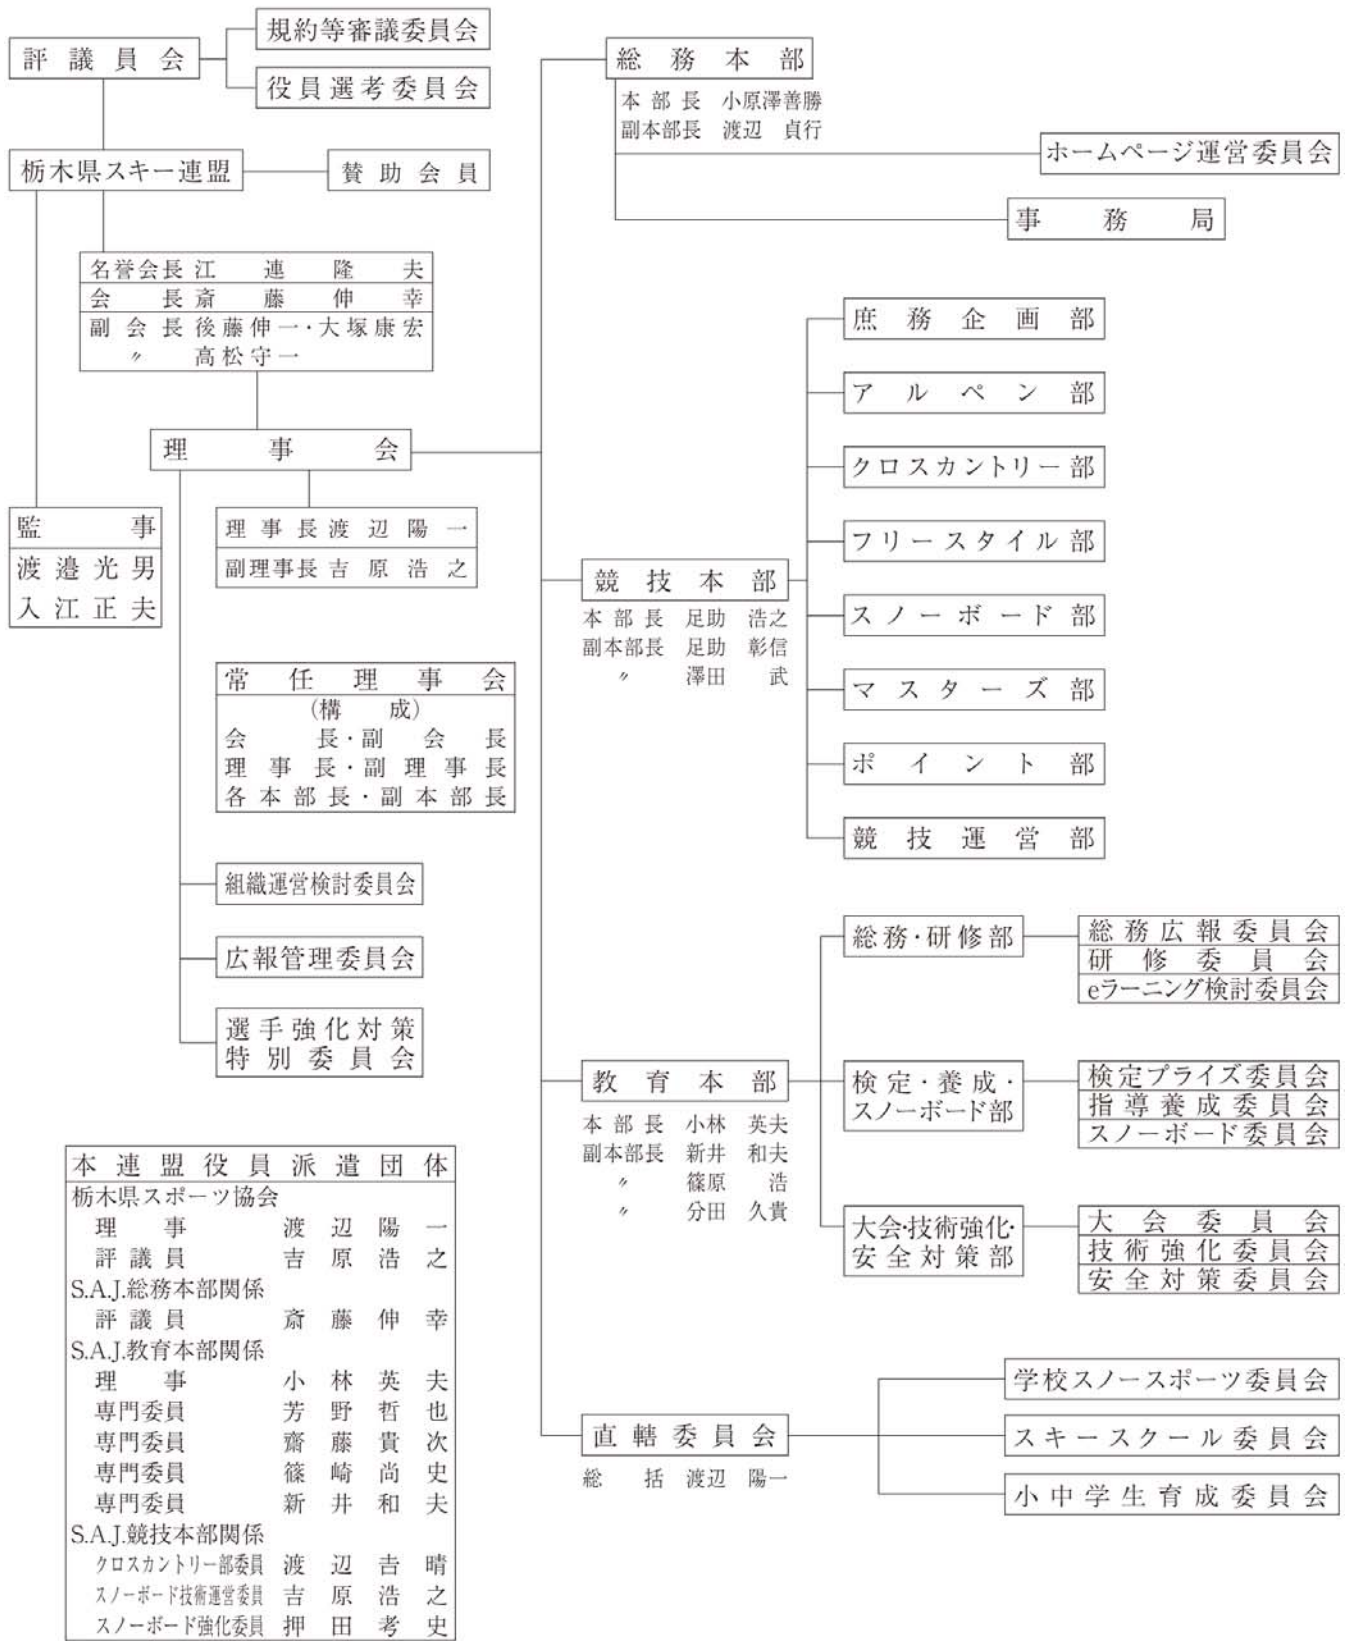 評議員会
規約等審議委員会
役員選考委員会
栃木県スキー連盟
賛助会員
名誉会長 江連隆夫
会長 斎藤伸幸
副会長 後藤伸一・大塚康宏
〃 高松守一
理事会
監事
渡邉光男
入江正夫
理事長 渡辺陽一
副理事長 吉原浩之
常任理事会
(構成)
会長・副会長
理事長・副理事長
各本部長・副本部長
組織運営検討委員会
広報管理委員会
選手強化対策
特別委員会
本連盟役員派遣団体
栃木県スポーツ協会
理事 渡辺陽一
評議員 吉原浩之
S.A.J.総務本部関係
評議員 斎藤伸幸
S.A.J.教育本部関係
理事 小林英夫
専門委員 芳野哲也
専門委員 齋藤貴次
専門委員 篠崎尚史
専門委員 新井和夫
S.A.J.競技本部関係
クロスカントリー部委員 渡辺吉晴
スノーボード技術運営委員 吉原浩之
スノーボード強化委員 押田考史
総務本部
本部長 小原澤善勝
副本部長 渡辺 貞行
ホームページ運営委員会
事務局
競技本部
本部長 足助 浩之
副本部長 足助 彰信
〃 澤田 武
庶務企画部
アルペン部
クロスカントリー部
フリースタイル部
スノーボード部
マスターズ部
ポイント部
競技運営部
教育本部
本部長 小林 英夫
副本部長 新井 和夫
〃 篠原 浩
〃 分田 久貴
総務・研修部
総務広報委員会
研修委員会
eラーニング検討委員会
検定・養成・
スノーボード部
検定プライズ委員会
指導養成委員会
スノーボード委員会
大会・技術強化・
安全対策部
大会委員会
技術強化委員会
安全対策委員会
直轄委員会
総括 渡辺 陽一
学校スノースポーツ委員会
スキースクール委員会
小中学生育成委員会